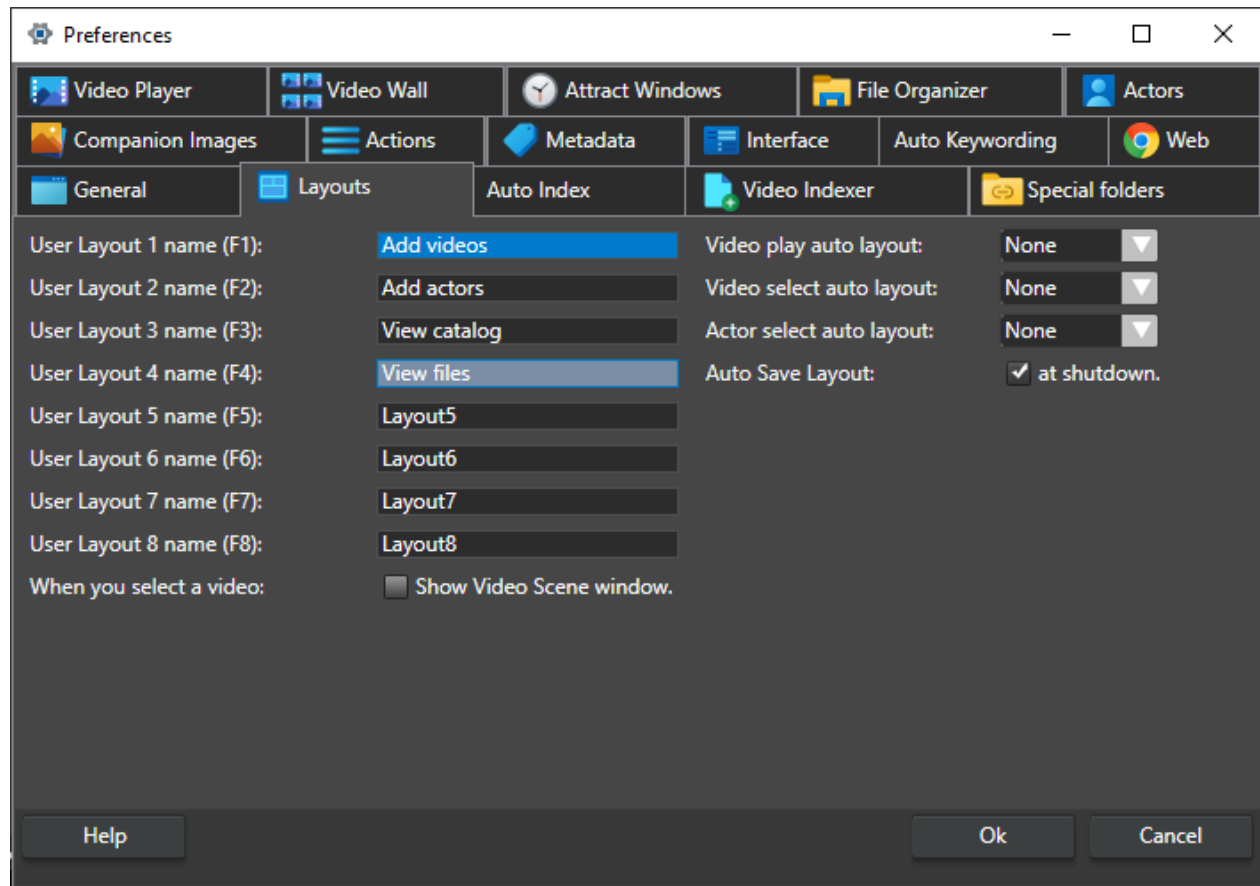 Preferences
Video Player Video Wall Attract Windows File Organizer Actors
Companion Images Actions Metadata Interface Auto Keywording Web
General Layouts Auto Index Video Indexer Special folders
User Layout 1 name (F1): Add videos Video play auto layout: None
User Layout 2 name (F2): Add actors Video select auto layout: None
User Layout 3 name (F3): View catalog Actor select auto layout: None
User Layout 4 name (F4): View files Auto Save Layout: at shutdown.
User Layout 5 name (F5): Layout5
User Layout 6 name (F6): Layout6
User Layout 7 name (F7): Layout7
User Layout 8 name (F8): Layout8
When you select a video: Show Video Scene window.
Help Ok Cancel